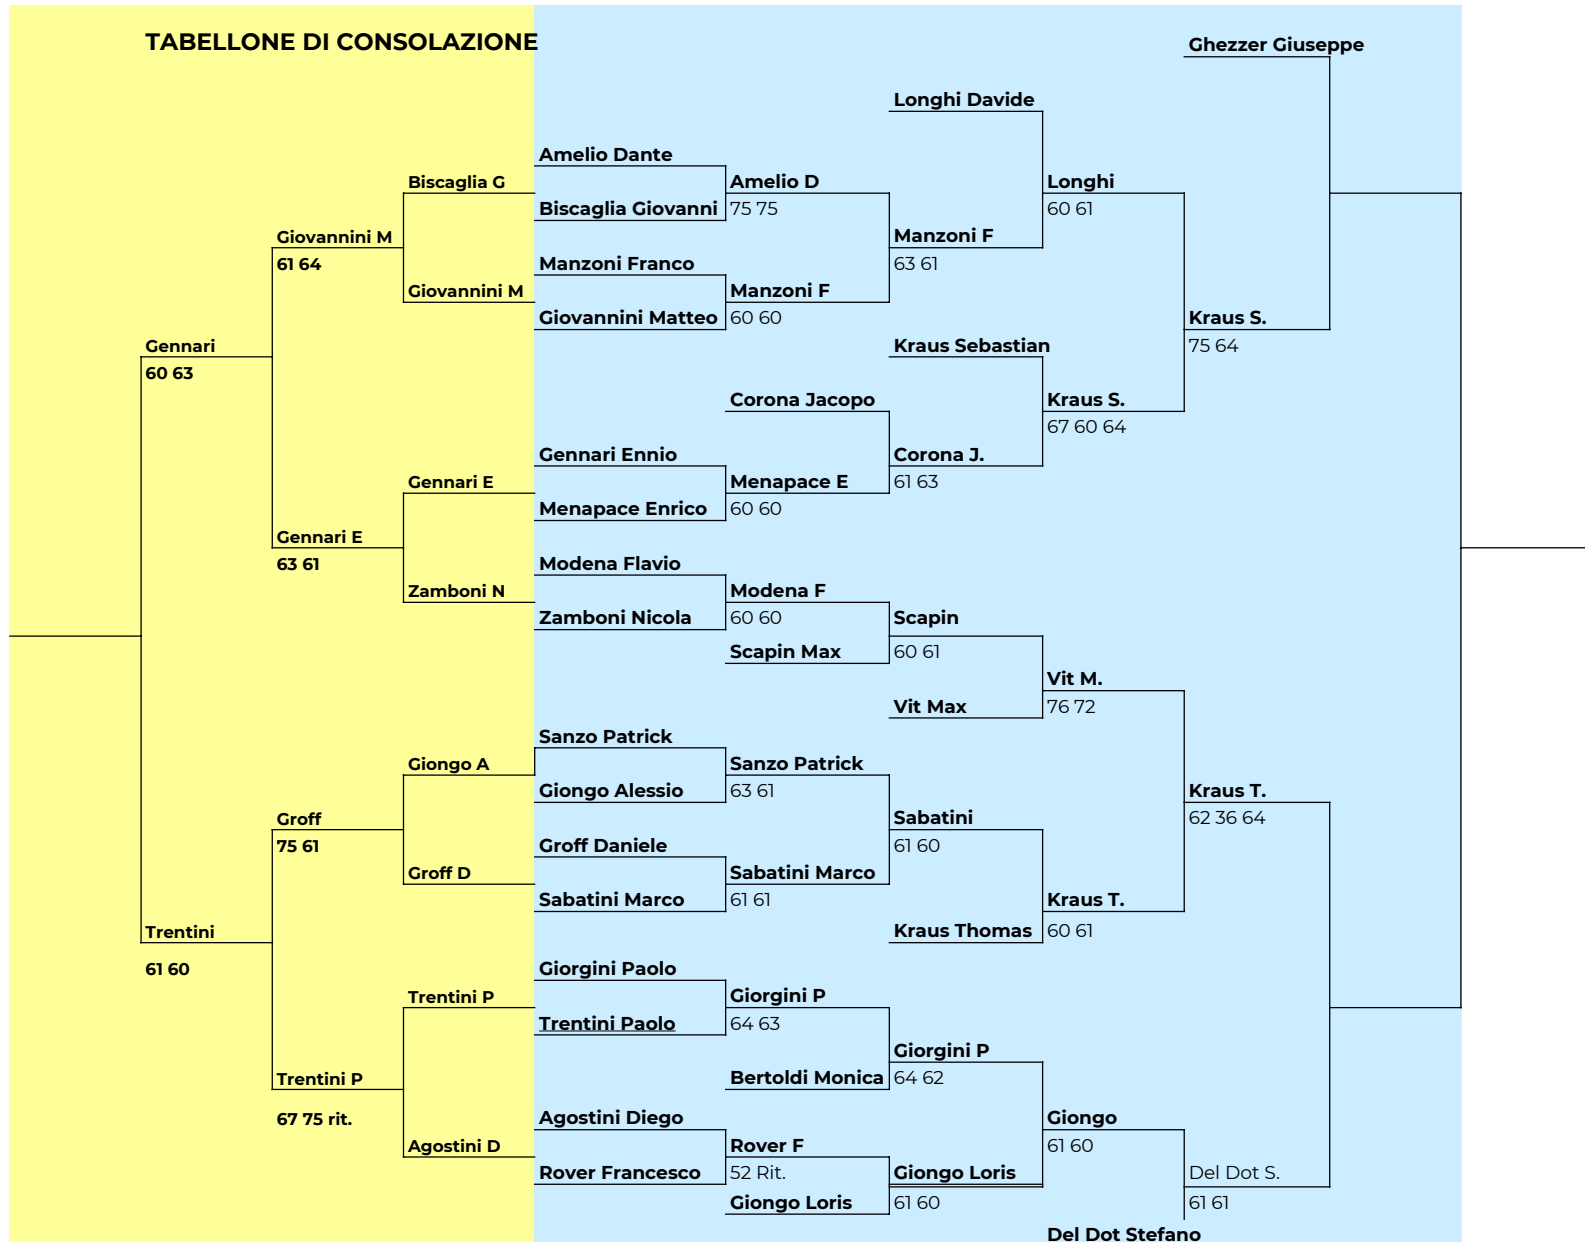 TABELLONE DI CONSOLAZIONE
Ghezzer Giuseppe
Longhi Davide
Amelio Dante
Biscaglia G
Amelio D
Longhi
Biscaglia Giovanni
75 75
60 61
Giovannini M
Manzoni F
61 64
Manzoni Franco
63 61
Giovannini M
Manzoni F
Giovannini Matteo
60 60
Kraus S.
Gennari
Kraus Sebastian
75 64
60 63
Corona Jacopo
Kraus S.
67 60 64
Gennari Ennio
Corona J.
Gennari E
Menapace E
61 63
Menapace Enrico
60 60
Gennari E
63 61
Modena Flavio
Zamboni N
Modena F
Zamboni Nicola
60 60
Scapin
Scapin Max
60 61
Vit M.
Vit Max
76 72
Sanzo Patrick
Giongo A
Sanzo Patrick
Giongo Alessio
63 61
Kraus T.
Groff
Sabatini
62 36 64
75 61
Groff Daniele
61 60
Groff D
Sabatini Marco
Sabatini Marco
61 61
Kraus T.
Trentini
Kraus Thomas
60 61
61 60
Giorgini Paolo
Trentini P
Giorgini P
Trentini Paolo
64 63
Giorgini P
Trentini P
Bertoldi Monica
64 62
67 75 rit.
Agostini Diego
Giongo
Agostini D
Rover F
61 60
Rover Francesco
52 Rit.
Giongo Loris
Del Dot S.
Giongo Loris
61 60
61 61
Del Dot Stefano